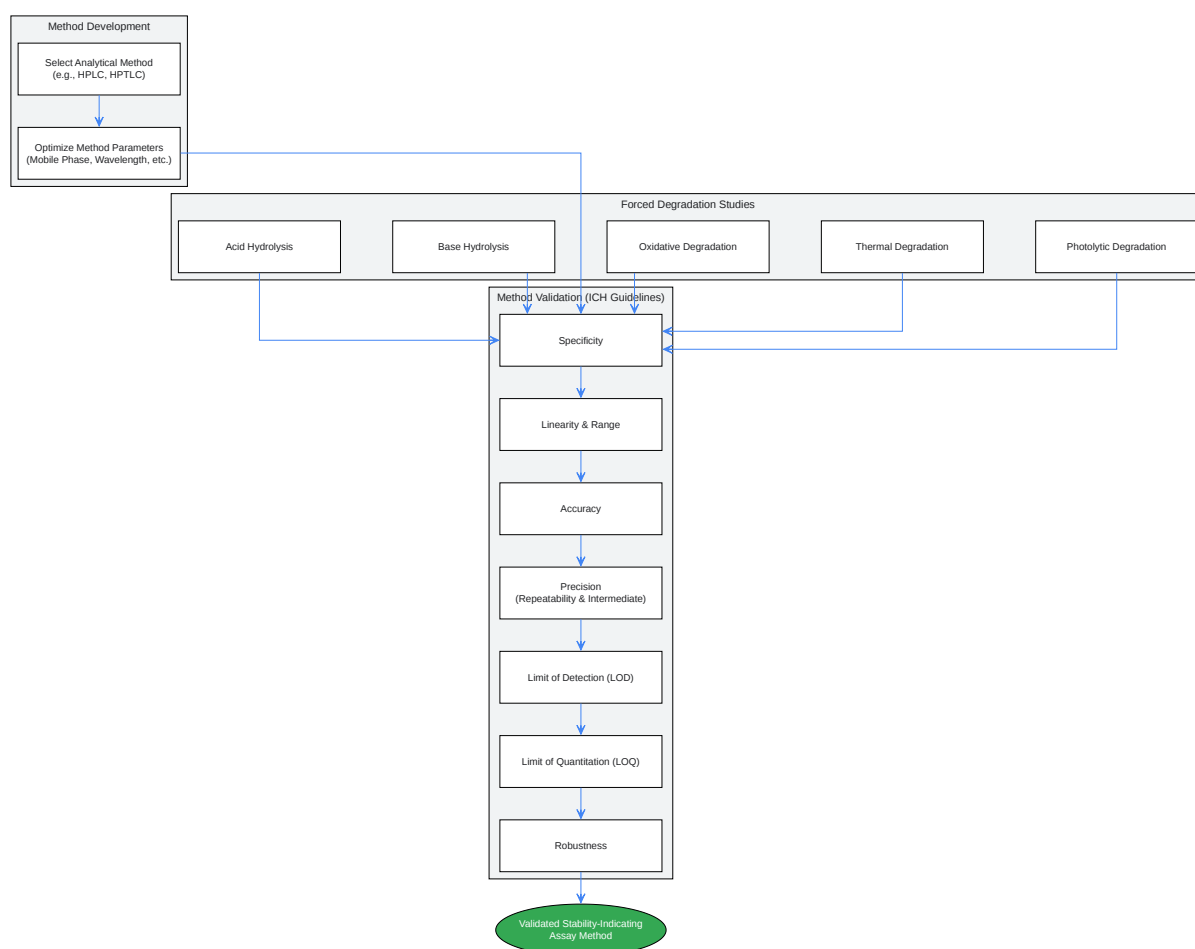 Method Development
Select Analytical Method
(e.g., HPLC, HPTLC)
Optimize Method Parameters
(Mobile Phase, Wavelength, etc.)
Forced Degradation Studies
Acid Hydrolysis
Base Hydrolysis
Oxidative Degradation
Thermal Degradation
Photolytic Degradation
Method Validation (ICH Guidelines)
Specificity
Linearity & Range
Accuracy
Precision
(Repeatability & Intermediate)
Limit of Detection (LOD)
Limit of Quantitation (LOQ)
Robustness
Validated Stability-Indicating
Assay Method